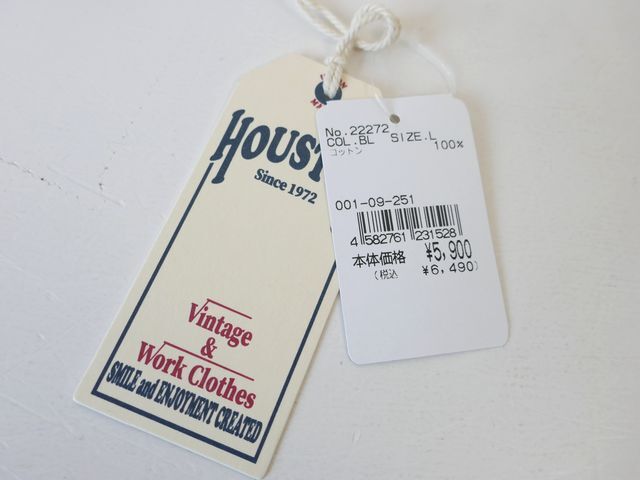 HOUST
Since 1972
Vintage
&
Work Clothes
SMILE and ENJOYMENT CREATED
No.22272
COL.BL SIZE.L
コットン 100%
001-09-251
4 582761 231528
本体価格 ¥5,900
(税込 ¥6,490)